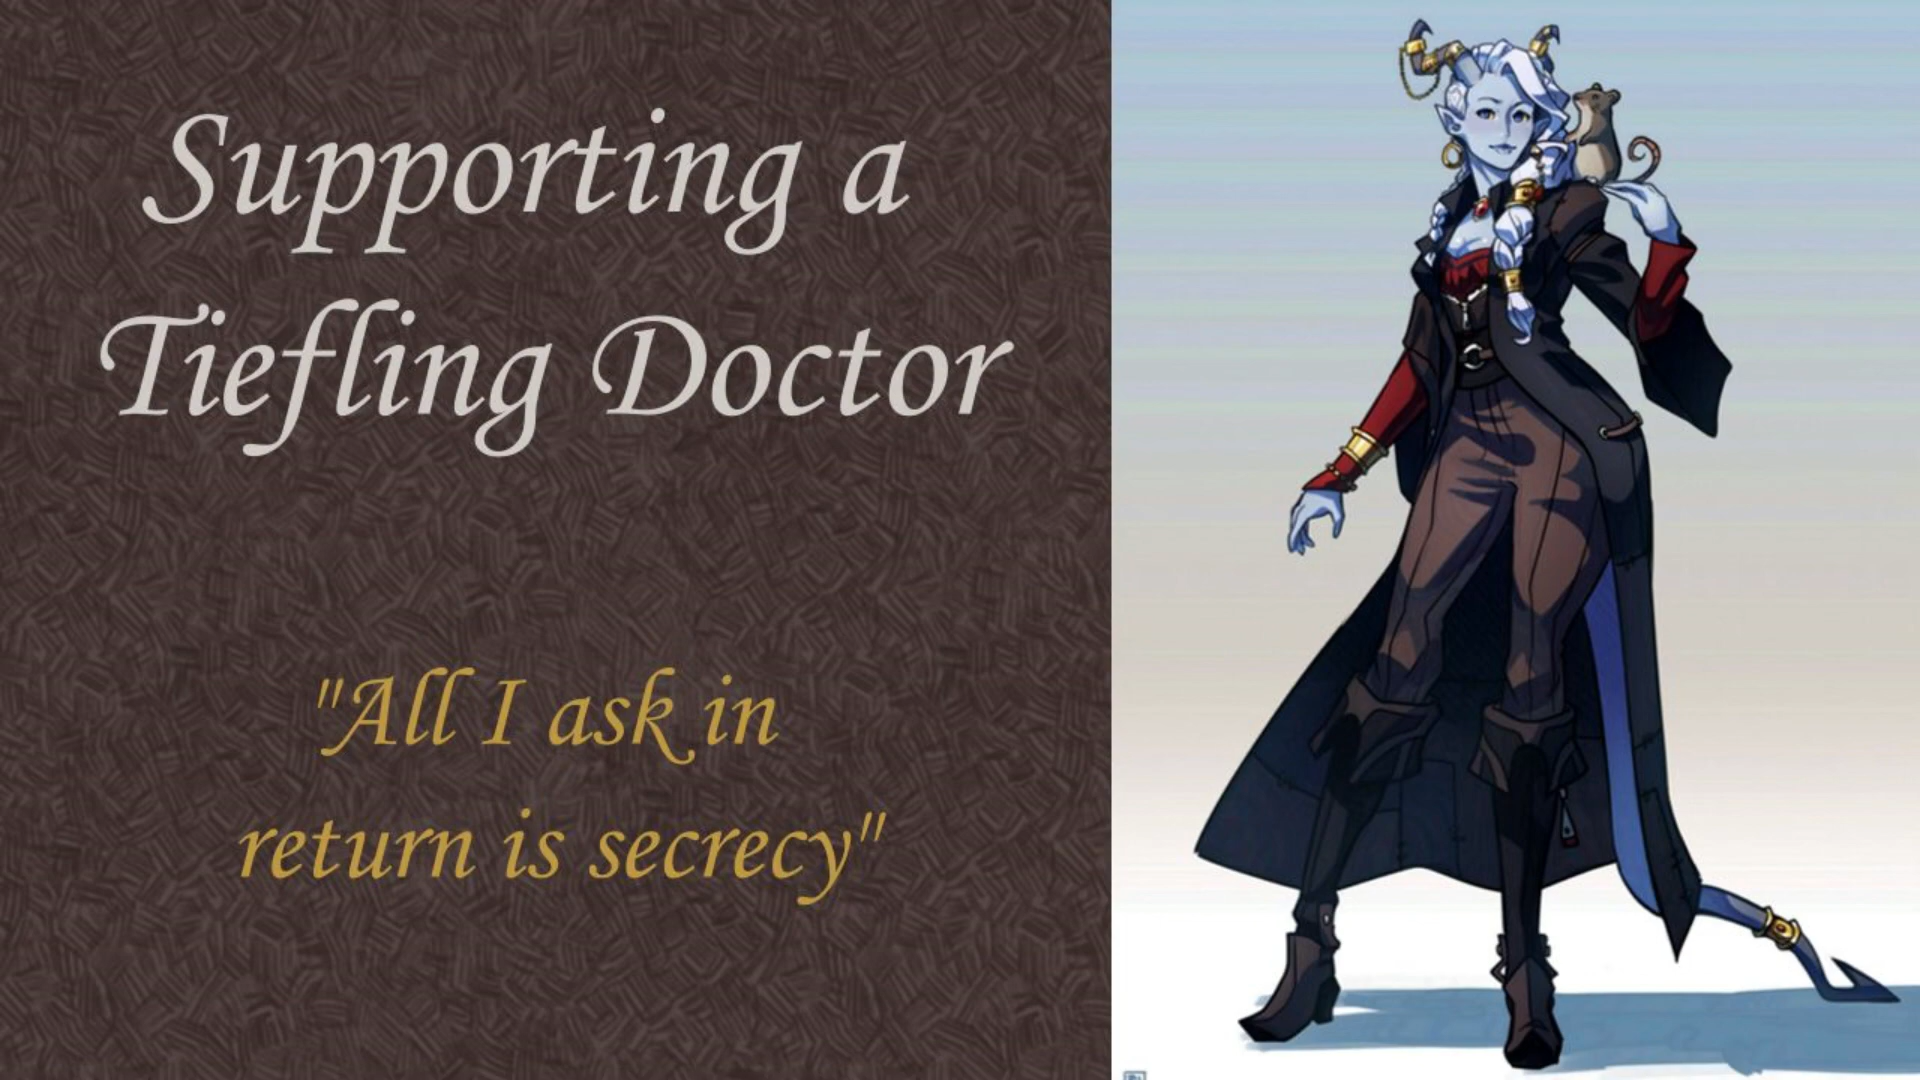 Supporting a
Tiefling Doctor
"All I ask in
return is secrecy"